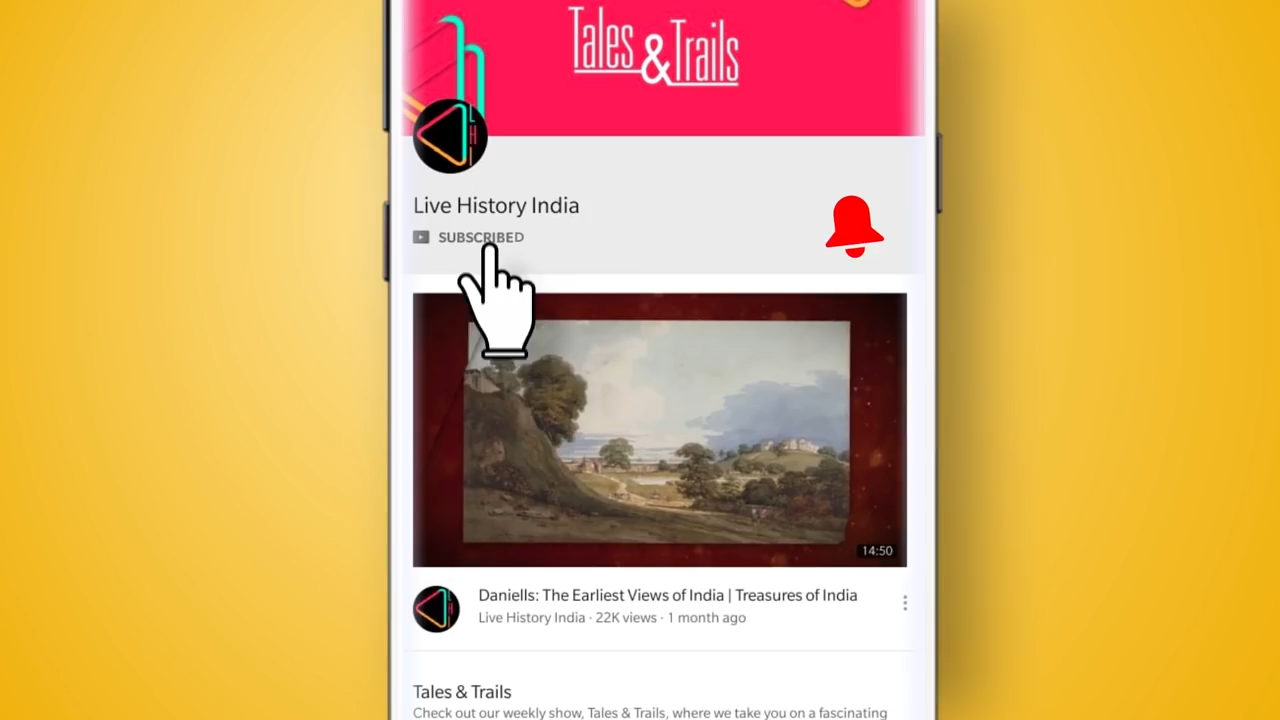 Tales & Trails
LHI
Live History India
SUBSCRIBED
14:50
Daniells: The Earliest Views of India | Treasures of India
Live History India · 22K views · 1 month ago
Tales & Trails
Check out our weekly show, Tales & Trails, where we take you on a fascinating